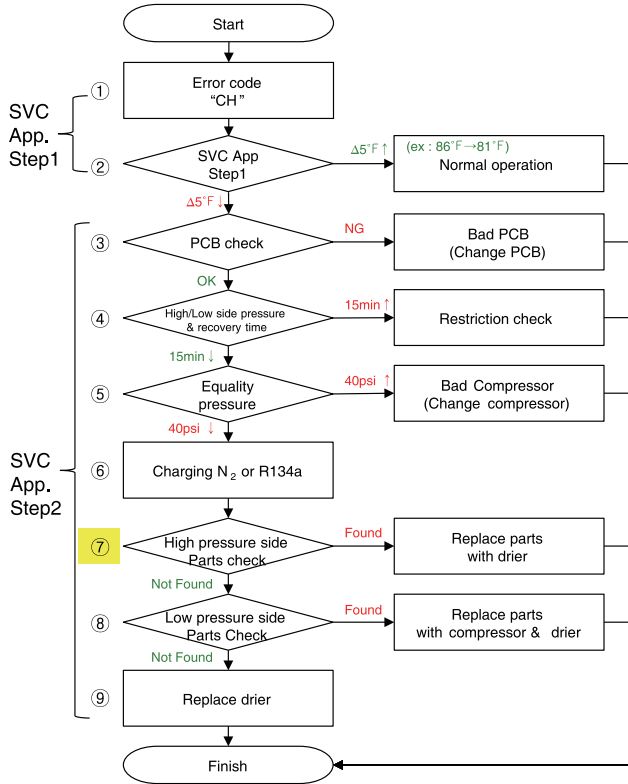 Start
SVC
App.
Step1
①
Error code
“CH”
②
SVC App
Step1
Δ5°F ↑
(ex : 86°F→81°F)
Normal operation
Δ5°F ↓
SVC
App.
Step2
③
PCB check
NG
Bad PCB
(Change PCB)
OK
④
High/Low side pressure
& recovery time
15min ↑
Restriction check
15min ↓
⑤
Equality
pressure
40psi ↑
Bad Compressor
(Change compressor)
40psi ↓
⑥
Charging N₂ or R134a
⑦
High pressure side
Parts check
Found
Replace parts
with drier
Not Found
⑧
Low pressure side
Parts Check
Found
Replace parts
with compressor & drier
Not Found
⑨
Replace drier
Finish